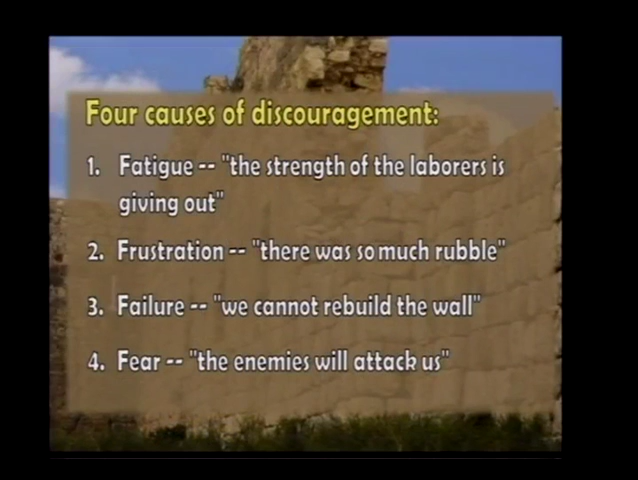 Four causes of discouragement:
1. Fatigue -- "the strength of the laborers is
giving out"
2. Frustration -- "there was so much rubble"
3. Failure -- "we cannot rebuild the wall"
4. Fear -- "the enemies will attack us"